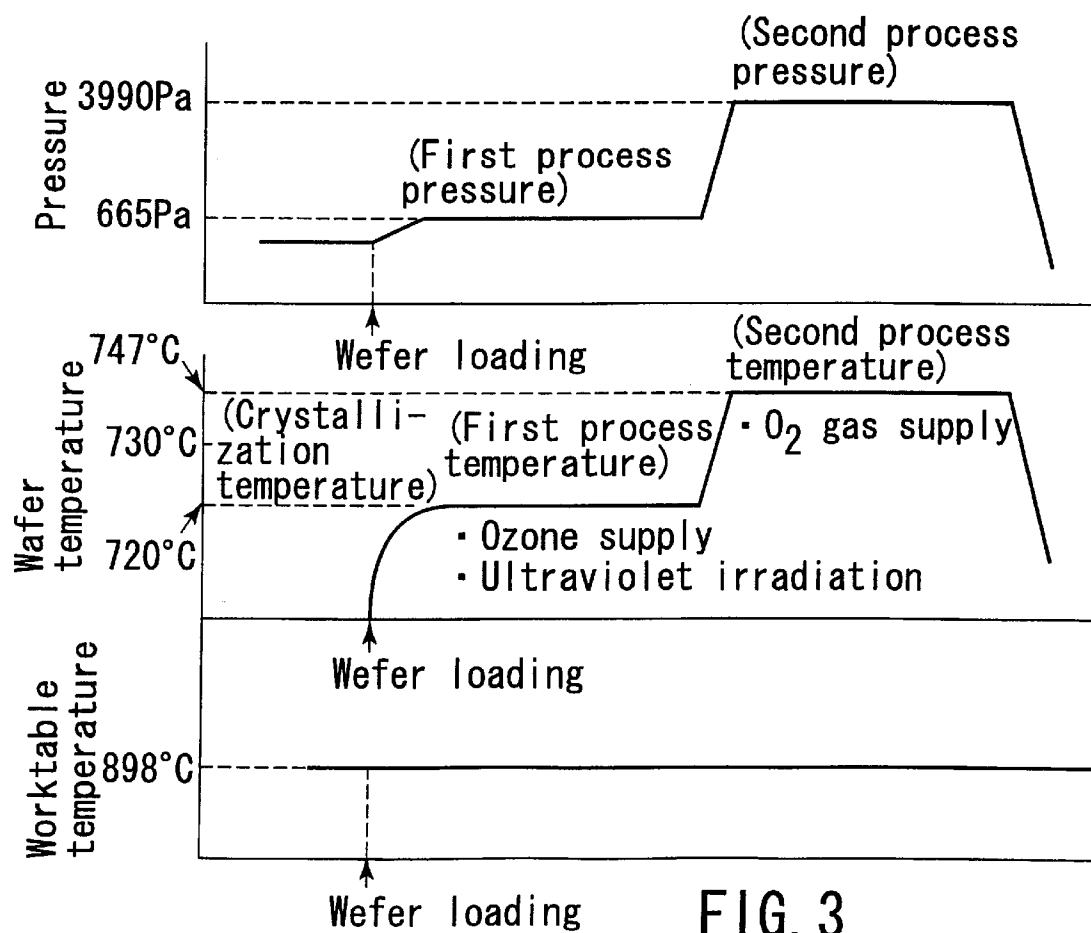 (Second process
pressure)
Pressure
3990Pa
(First process
pressure)
665Pa
Wefer loading
747°C
(Second process
temperature)
Wafer
temperature
730°C
(Crystalli-
zation
temperature)
(First process
temperature)
・O2 gas supply
720°C
・Ozone supply
・Ultraviolet irradiation
Wefer loading
Worktable
temperature
898°C
Wefer loading
FIG. 3